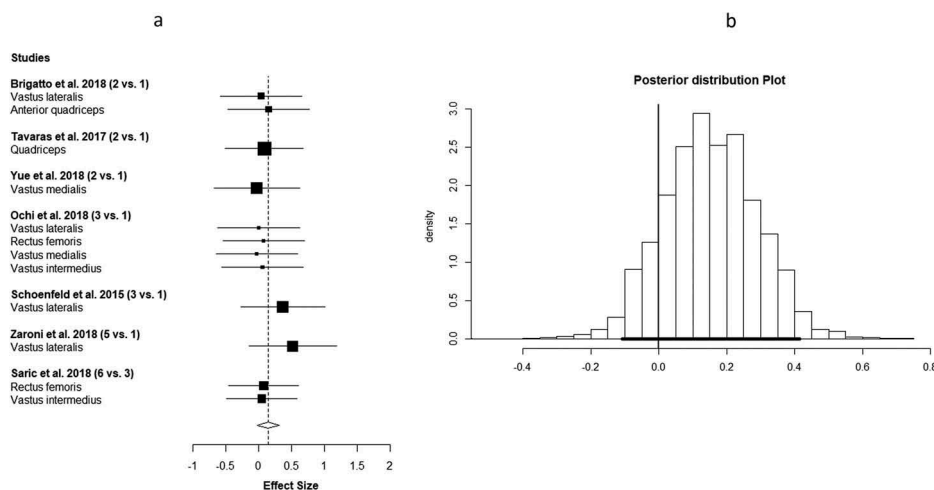 a
Studies
Brigatto et al. 2018 (2 vs. 1)
Vastus lateralis
Anterior quadriceps
Tavaras et al. 2017 (2 vs. 1)
Quadriceps
Yue et al. 2018 (2 vs. 1)
Vastus medialis
Ochi et al. 2018 (3 vs. 1)
Vastus lateralis
Rectus femoris
Vastus medialis
Vastus intermedius
Schoenfeld et al. 2015 (3 vs. 1)
Vastus lateralis
Zaroni et al. 2018 (5 vs. 1)
Vastus lateralis
Saric et al. 2018 (6 vs. 3)
Rectus femoris
Vastus intermedius
-1 -0.5 0 0.5 1 1.5 2
Effect Size
b
Posterior distribution Plot
density
3.0
2.5
2.0
1.5
1.0
0.5
0.0
-0.4 -0.2 0.0 0.2 0.4 0.6 0.8